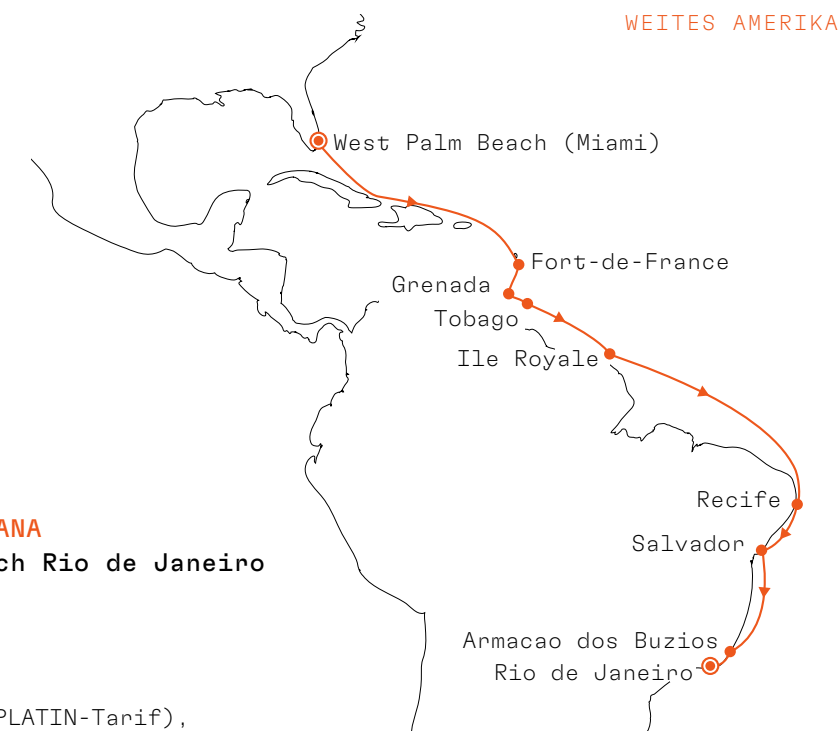 WEITES AMERIKA
West Palm Beach (Miami)
Fort-de-France
Grenada
Tobago
Ile Royale
Recife
ANA
Salvador
ch Rio de Janeiro
Armacao dos Buzios
Rio de Janeiro
PLATIN-Tarif),